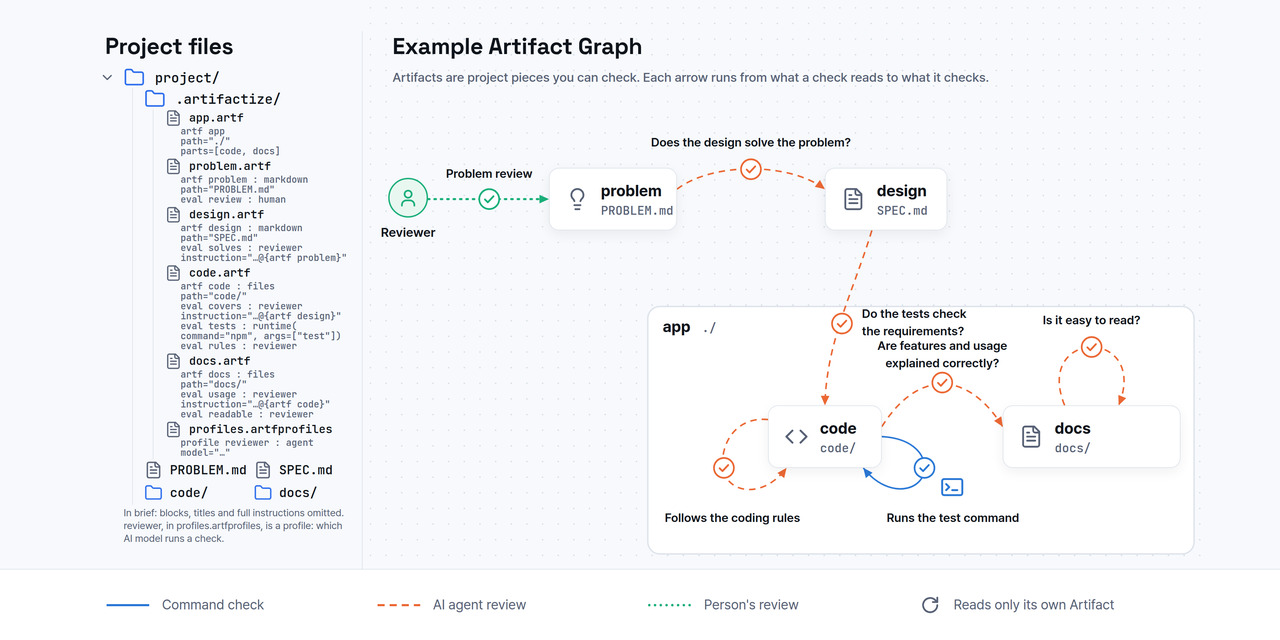 Project files
project/
.artifactize/
app.artf
artf app
path="./"
parts=[code, docs]
problem.artf
artf problem : markdown
path="PROBLEM.md"
eval review : human
design.artf
artf design : markdown
path="SPEC.md"
eval solves : reviewer
instruction="…@{artf problem}"
code.artf
artf code : files
path="code/"
eval covers : reviewer
instruction="…@{artf design}"
eval tests : runtime(
command="npm", args=["test"])
eval rules : reviewer
docs.artf
artf docs : files
path="docs/"
eval usage : reviewer
instruction="…@{artf code}"
eval readable : reviewer
profiles.artfprofiles
profile reviewer : agent
model="…"
PROBLEM.md SPEC.md
code/ docs/
In brief: blocks, titles and full instructions omitted.
reviewer, in profiles.artfprofiles, is a profile: which
AI model runs a check.
Example Artifact Graph
Artifacts are project pieces you can check. Each arrow runs from what a check reads to what it checks.
Does the design solve the problem?
Problem review
Reviewer
problem
PROBLEM.md
design
SPEC.md
app ./
Do the tests check
the requirements?
Is it easy to read?
Are features and usage
explained correctly?
code
code/
docs
docs/
Follows the coding rules
Runs the test command
Command check
AI agent review
Person's review
Reads only its own Artifact